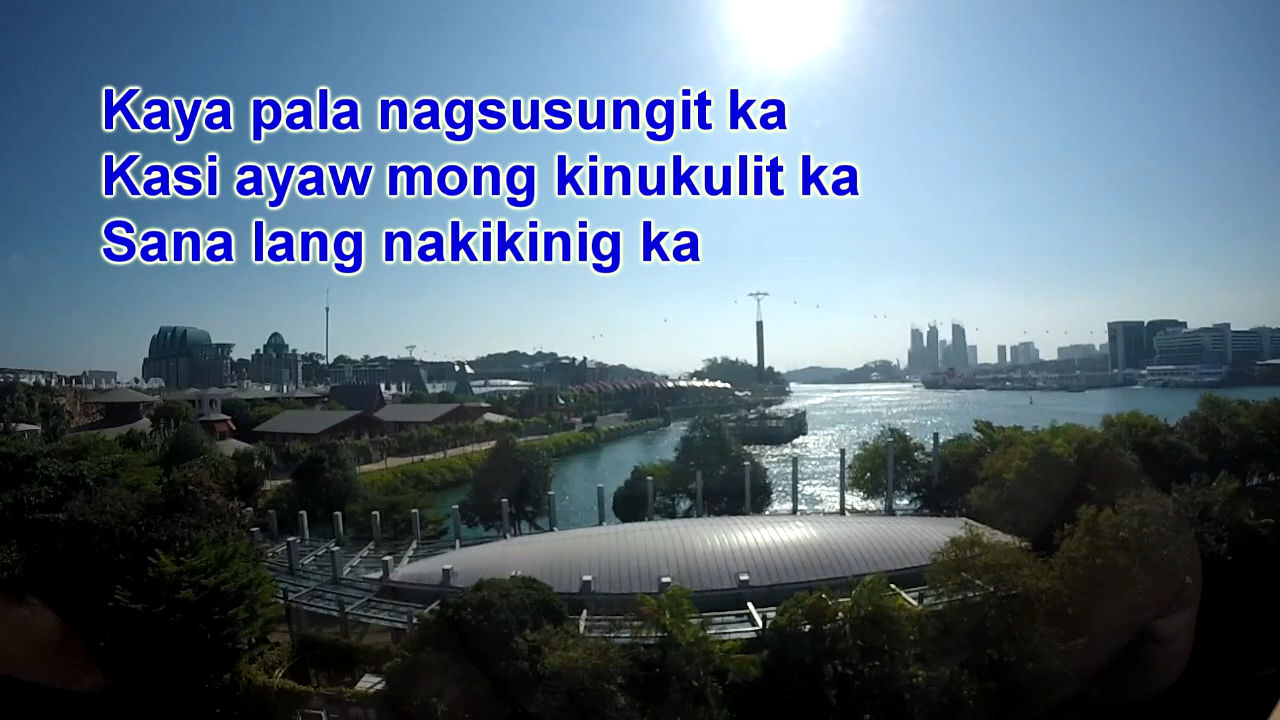 Kaya pala nagsusungit ka
Kasi ayaw mong kinukulit ka
Sana lang nakikinig ka